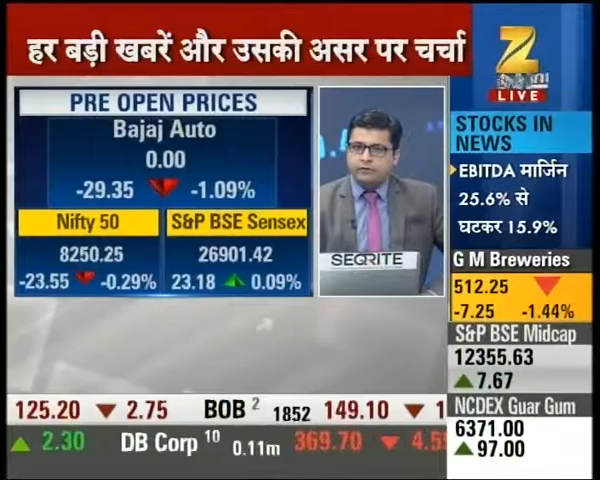 हर बड़ी खबरें और उसकी असर पर चर्चा
Z
LIVE
PRE OPEN PRICES
Bajaj Auto
0.00
-29.35 -1.09%
Nifty 50
8250.25
-23.55 -0.29%
S&P BSE Sensex
26901.42
23.18 0.09%
SEQRITE
STOCKS IN
NEWS
EBITDA मार्जिन
25.6% से
घटकर 15.9%
G M Breweries
512.25
-7.25 -1.44%
S&P BSE Midcap
12355.63
7.67
NCDEX Guar Gum
6371.00
97.00
125.20 2.75 BOB 2 1852 149.10 1
2.30 DB Corp 10 0.11m 369.70 4.5